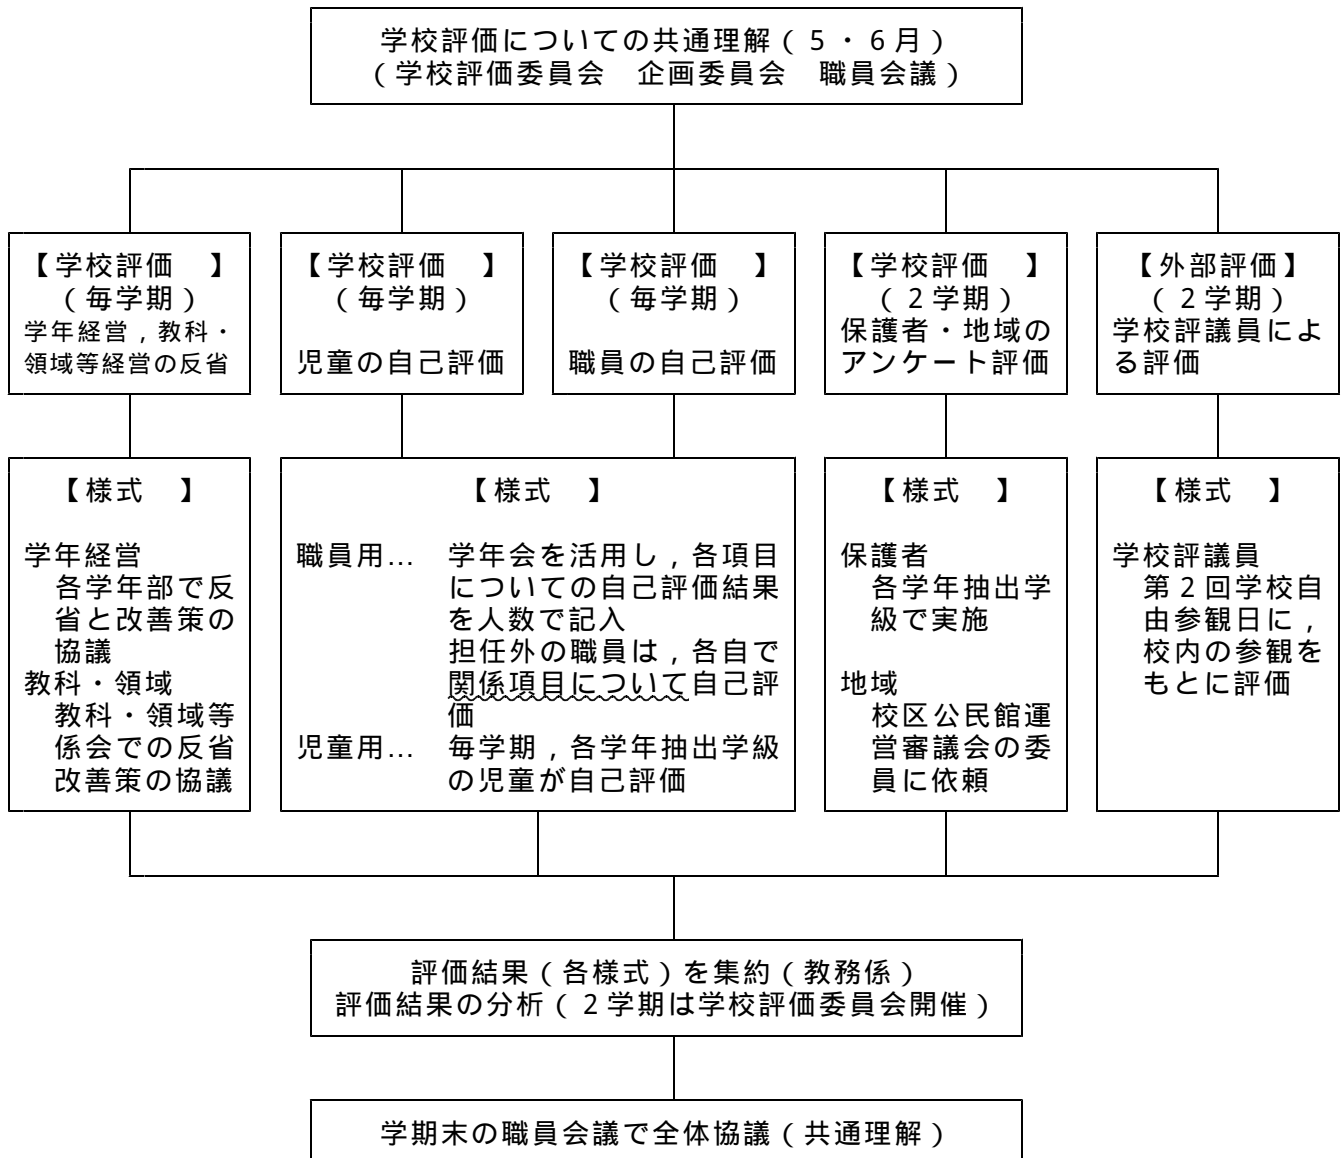 学校評価についての共通理解（５・６月）
（学校評価委員会　企画委員会　職員会議）
【学校評価　】
（毎学期）
学年経営，教科・
領域等経営の反省
【学校評価　】
（毎学期）
児童の自己評価
【学校評価　】
（毎学期）
職員の自己評価
【学校評価　】
（２学期）
保護者・地域の
アンケート評価
【外部評価】
（２学期）
学校評議員によ
る評価
【様式　】
学年経営
各学年部で反
省と改善策の
協議
教科・領域
教科・領域等
係会での反省
改善策の協議
【様式　】
職員用…　学年会を活用し，各項目
についての自己評価結果
を人数で記入
担任外の職員は，各自で
関係項目について自己評
価
児童用…　毎学期，各学年抽出学級
の児童が自己評価
【様式　】
保護者
各学年抽出学
級で実施
地域
校区公民館運
営審議会の委
員に依頼
【様式　】
学校評議員
第２回学校自
由参観日に，
校内の参観を
もとに評価
評価結果（各様式）を集約（教務係）
評価結果の分析（２学期は学校評価委員会開催）
学期末の職員会議で全体協議（共通理解）